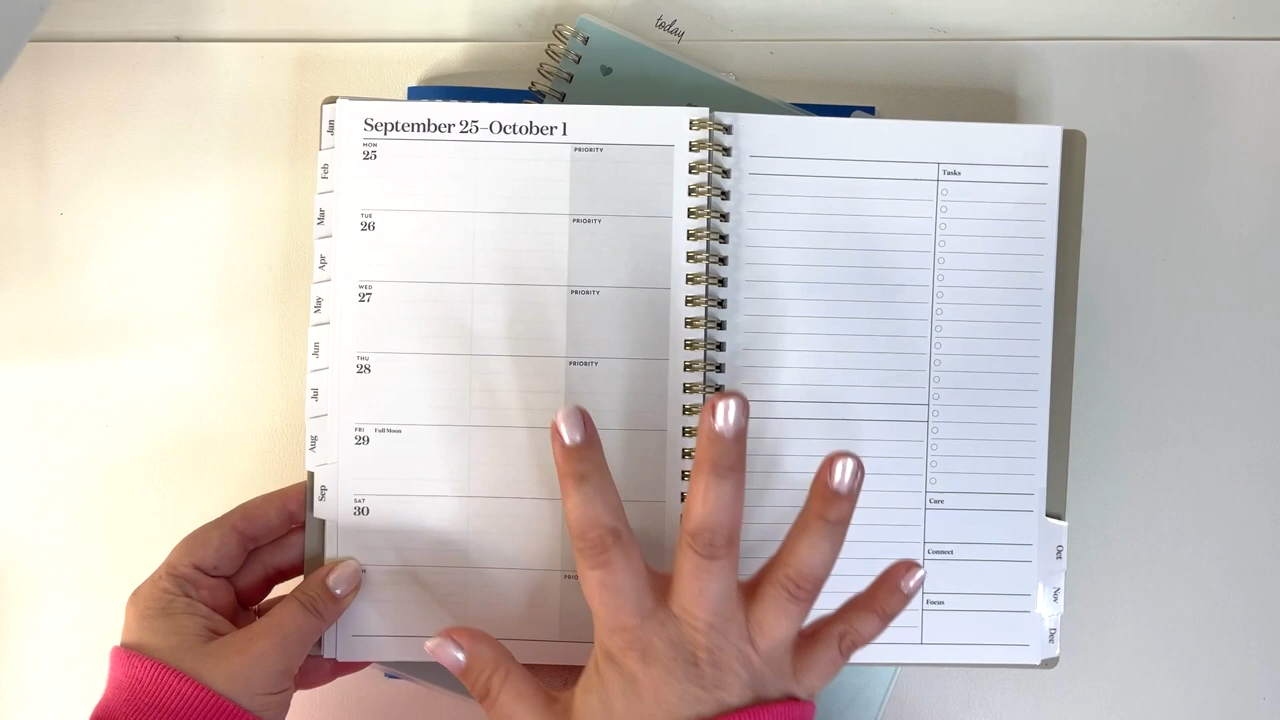 today
September 25–October 1
MON
25
PRIORITY
TUE
26
PRIORITY
WED
27
PRIORITY
THU
28
PRIORITY
FRI
29
Full Moon
SAT
30
Tasks
Care
Connect
Focus
Jan
Feb
Mar
Apr
May
Jun
Jul
Aug
Sep
Oct
Nov
Dec